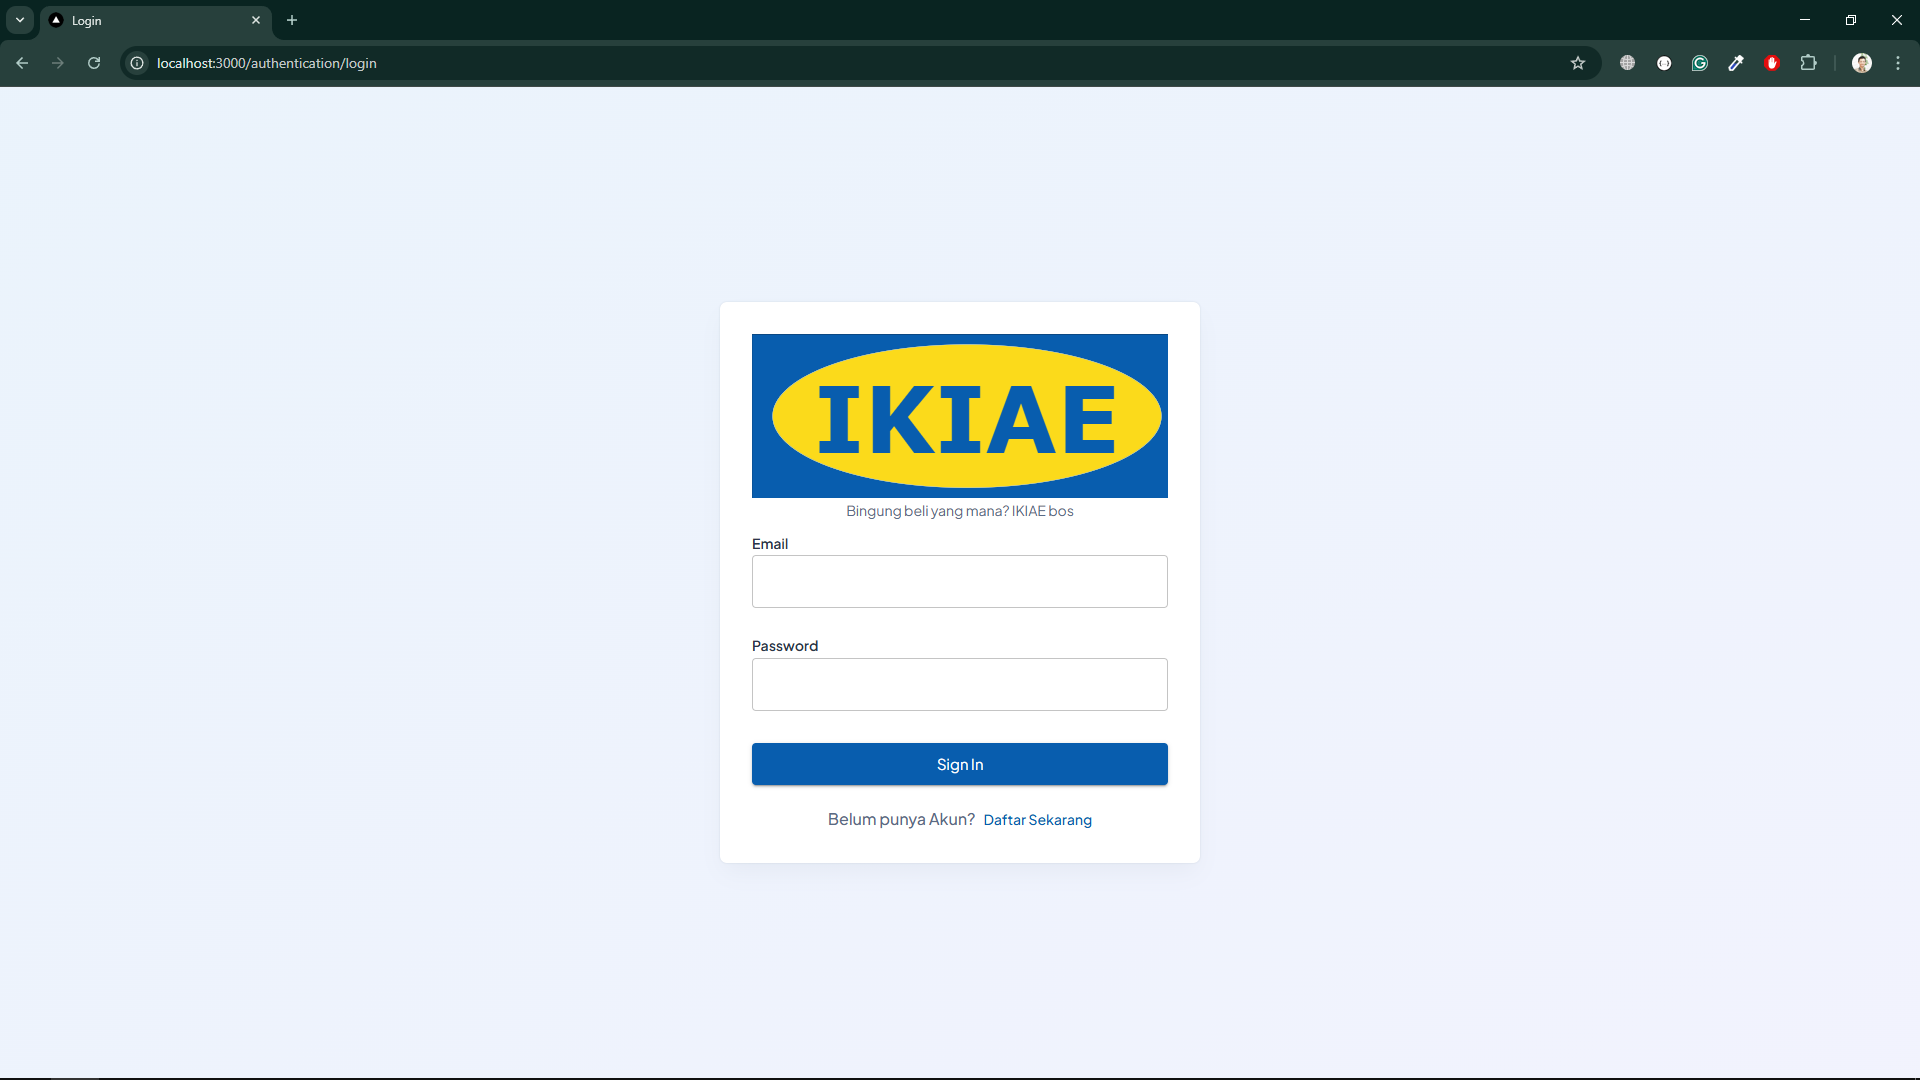 Login
localhost:3000/authentication/login
IKIAE
Bingung beli yang mana? IKIAE bos
Email
Password
Sign In
Belum punya Akun? Daftar Sekarang